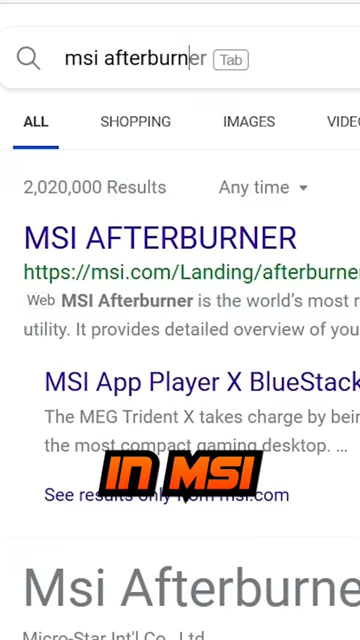 msi afterburner Tab
ALL SHOPPING IMAGES VIDE
2,020,000 Results Any time
MSI AFTERBURNER
https://msi.com/Landing/afterburne
Web MSI Afterburner is the world's most r
utility. It provides detailed overview of you
MSI App Player X BlueStack
The MEG Trident X takes charge by bein
the most compact gaming desktop. ...
IN MSI
See results only from msi.com
Msi Afterburne
Micro-Star Int'l Co., Ltd